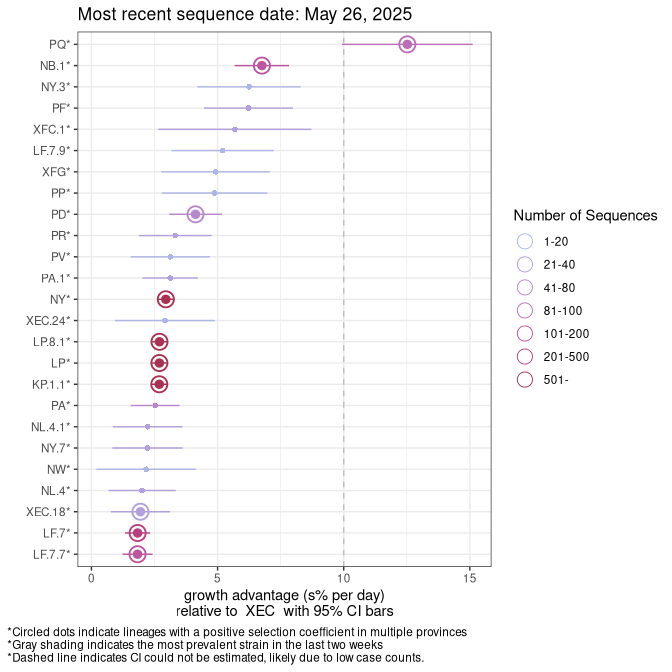 Most recent sequence date: May 26, 2025
PQ*
NB.1*
NY.3*
PF*
XFC.1*
LF.7.9*
XFG*
PP*
PD*
PR*
PV*
PA.1*
NY*
XEC.24*
LP.8.1*
LP*
KP.1.1*
PA*
NL.4.1*
NY.7*
NW*
NL.4*
XEC.18*
LF.7*
LF.7.7*
0 5 10 15
growth advantage (s% per day)
relative to XEC with 95% CI bars
Number of Sequences
1-20
21-40
41-80
81-100
101-200
201-500
501-
*Circled dots indicate lineages with a positive selection coefficient in multiple provinces
*Gray shading indicates the most prevalent strain in the last two weeks
*Dashed line indicates CI could not be estimated, likely due to low case counts.